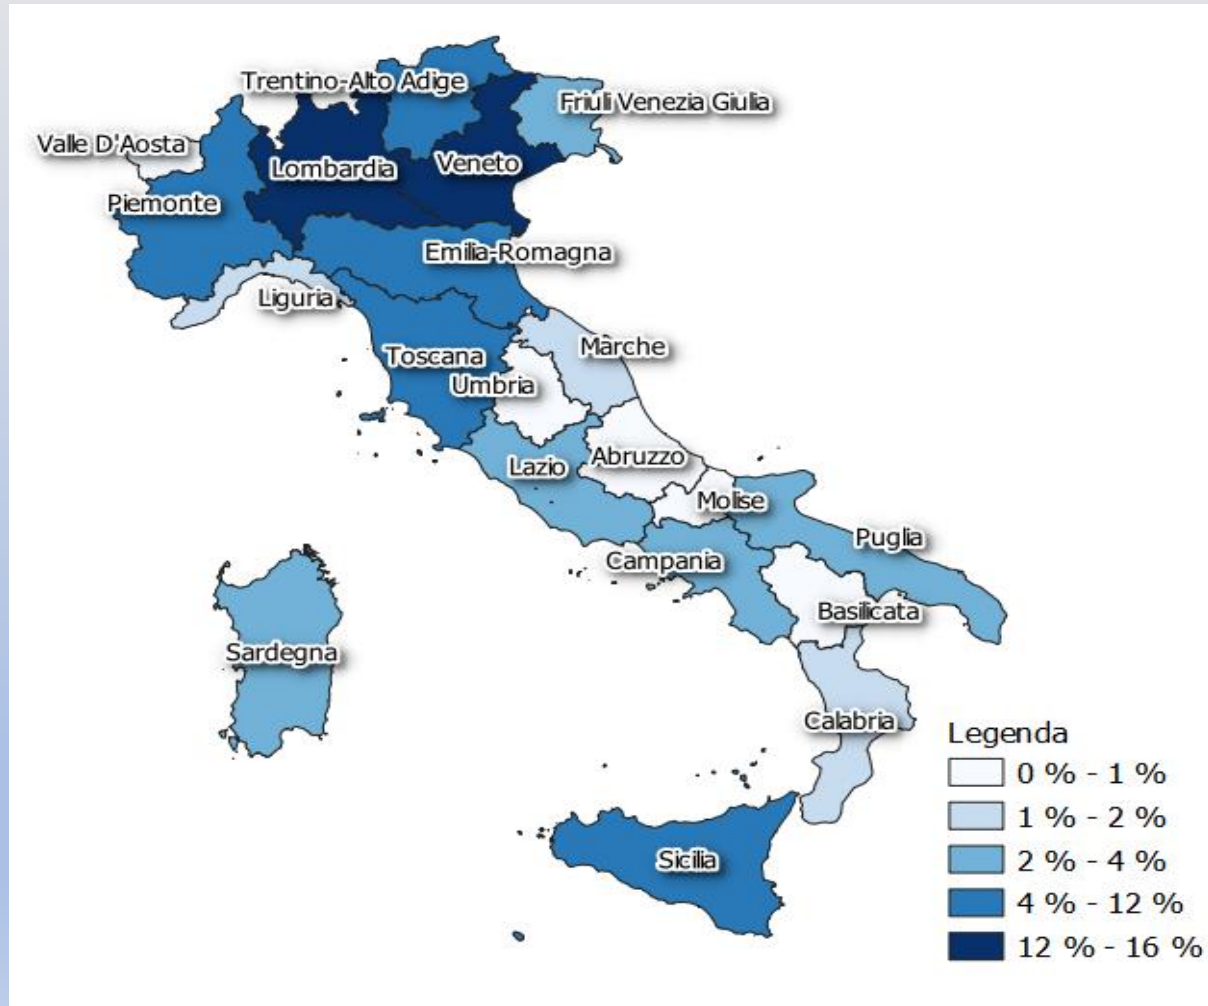 Trentino-Alto Adige
Friuli Venezia Giulia
Valle D'Aosta
Veneto
Lombardia
Piemonte
Emilia-Romagna
Liguria
Marche
Toscana
Umbria
Abruzzo
Lazio
Molise
Puglia
Campania
Basilicata
Sardegna
Calabria
Sicilia
Legenda
0 % - 1 %
1 % - 2 %
2 % - 4 %
4 % - 12 %
12 % - 16 %